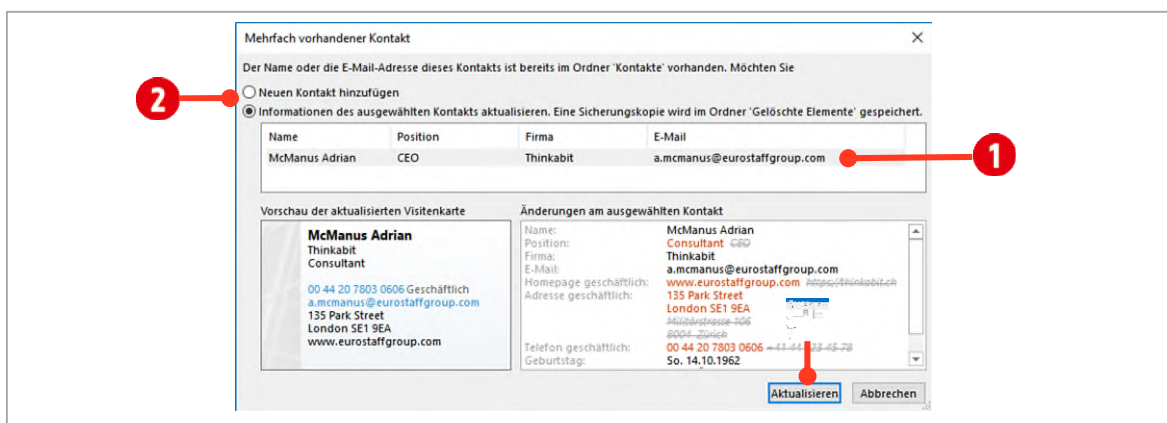 Mehrfach vorhandener Kontakt
Der Name oder die E-Mail-Adresse dieses Kontakts ist bereits im Ordner 'Kontakte' vorhanden. Möchten Sie
2
Neuen Kontakt hinzufügen
Informationen des ausgewählten Kontakts aktualisieren. Eine Sicherungskopie wird im Ordner 'Gelöschte Elemente' gespeichert.
Name Position Firma E-Mail
McManus Adrian CEO Thinkabit a.mcmanus@eurostaffgroup.com
1
Vorschau der aktualisierten Visitenkarte
McManus Adrian
Thinkabit
Consultant
00 44 20 7803 0606 Geschäftlich
a.mcmanus@eurostaffgroup.com
135 Park Street
London SE1 9EA
www.eurostaffgroup.com
Änderungen am ausgewählten Kontakt
Name: McManus Adrian
Position: Consultant CEO
Firma: Thinkabit
E-Mail: a.mcmanus@eurostaffgroup.com
Homepage geschäftlich: www.eurostaffgroup.com https://thinkabit.ch
Adresse geschäftlich: 135 Park Street
London SE1 9EA
Militärstrasse 106
8004 Zürich
Telefon geschäftlich: 00 44 20 7803 0606
Geburtstag: So. 14.10.1962
Aktualisieren Abbrechen